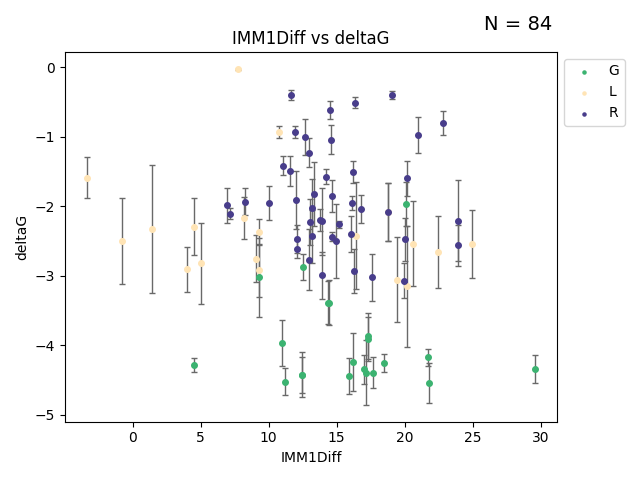 N = 84
IMM1Diff vs deltaG
G
L
R
0
−1
−2
−3
−4
−5
deltaG
0 5 10 15 20 25 30
IMM1Diff